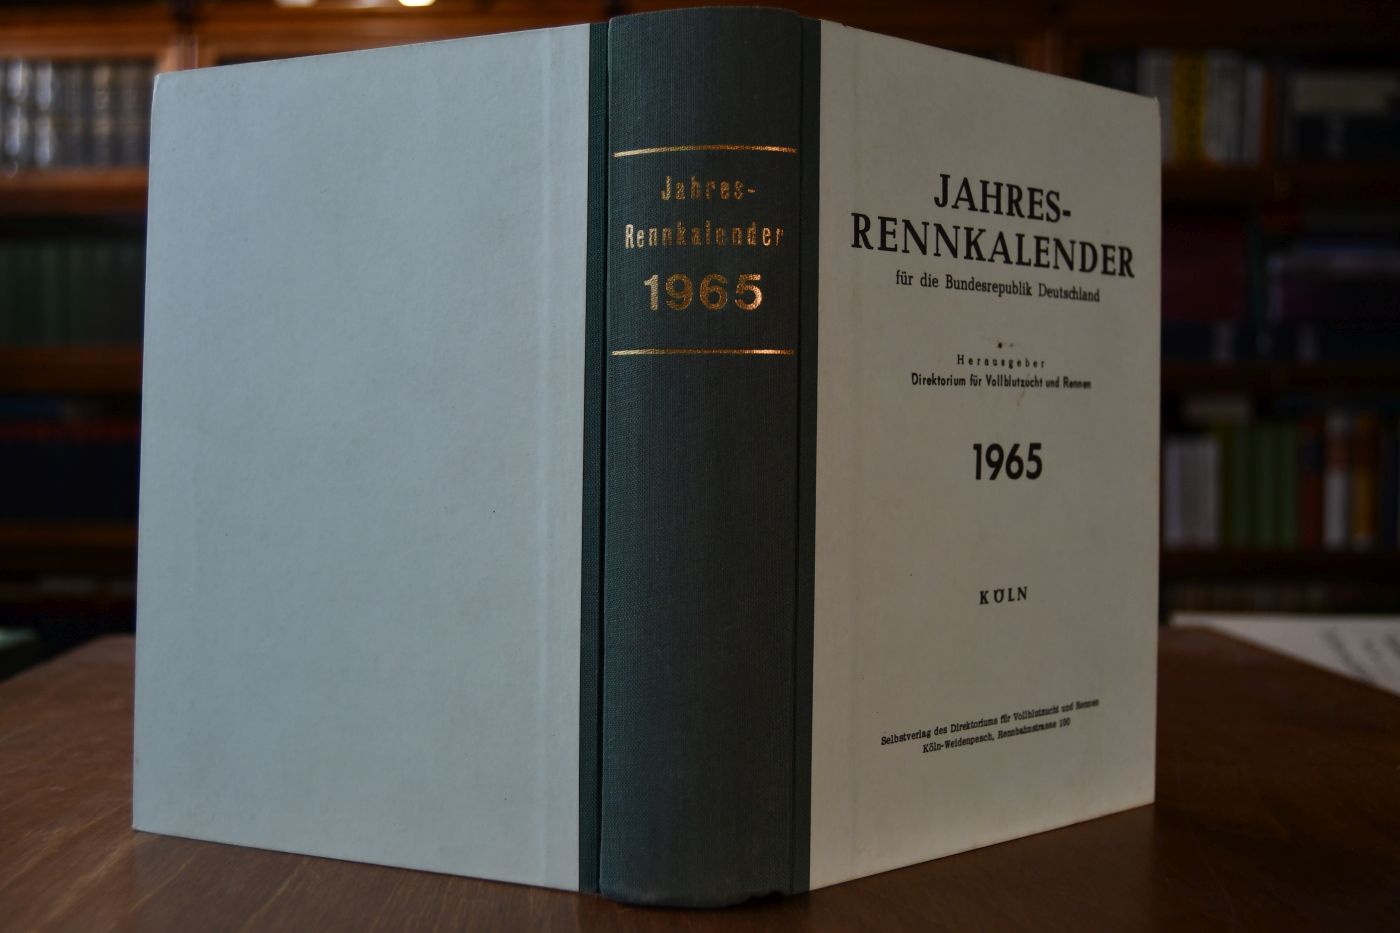 Jahres-
Rennkalender
1965
JAHRES-
RENNKALENDER
für die Bundesrepublik Deutschland
Herausgeber
Direktorium für Vollblutzucht und Rennen
1965
KÖLN
Selbstverlag des Direktoriums für Vollblutzucht und Rennen
Köln-Weidenpesch, Rennbahnstrasse 100